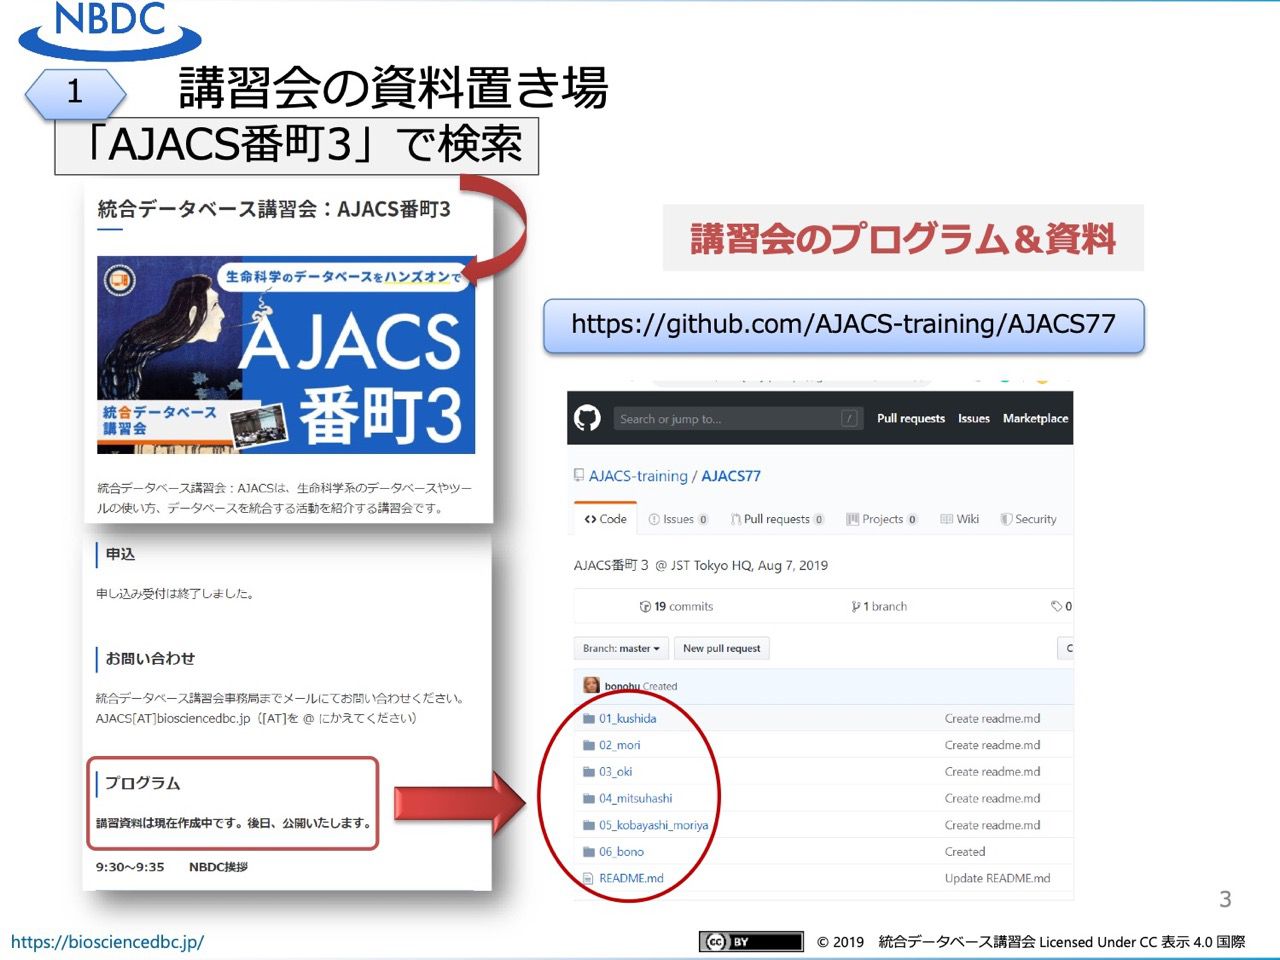 NBDC
1
講習会の資料置き場
「AJACS番町3」で検索
統合データベース講習会：AJACS番町3
生命科学のデータベースをハンズオンで
AJACS
番町3
統合データベース
講習会
統合データベース講習会：AJACSは、生命科学系のデータベースやツー
ルの使い方、データベースを統合する活動を紹介する講習会です。
申込
申し込み受付は終了しました。
お問い合わせ
統合データベース講習会事務局までメールにてお問い合わせください。
AJACS[AT]biosciencedbc.jp（[AT]を @ にかえてください）
プログラム
講習資料は現在作成中です。後日、公開いたします。
9:30～9:35 NBDC挨拶
講習会のプログラム＆資料
https://github.com/AJACS-training/AJACS77
Search or jump to... /
Pull requests Issues Marketplace
AJACS-training / AJACS77
Code Issues 0 Pull requests 0 Projects 0 Wiki Security
AJACS番町３ @ JST Tokyo HQ, Aug 7, 2019
19 commits 1 branch 0
Branch: master New pull request C
bonohu Created
01_kushida Create readme.md
02_mori Create readme.md
03_oki Create readme.md
04_mitsuhashi Create readme.md
05_kobayashi_moriya Create readme.md
06_bono Created
README.md Update README.md
3
https://biosciencedbc.jp/
cc BY
© 2019 統合データベース講習会 Licensed Under CC 表示 4.0 国際